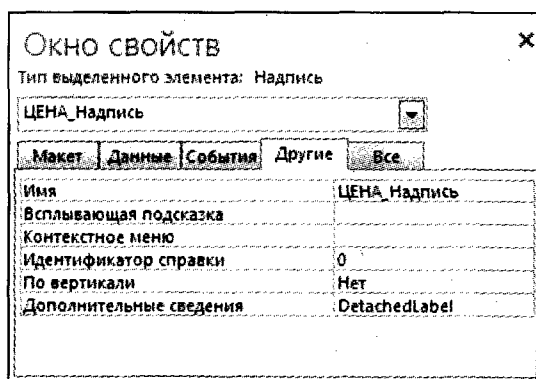 Окно свойств
Тип выделенного элемента: Надпись
ЦЕНА_Надпись
Макет Данные События Другие Все
Имя ЦЕНА_Надпись
Всплывающая подсказка
Контекстное меню
Идентификатор справки 0
По вертикали Нет
Дополнительные сведения DetachedLabel